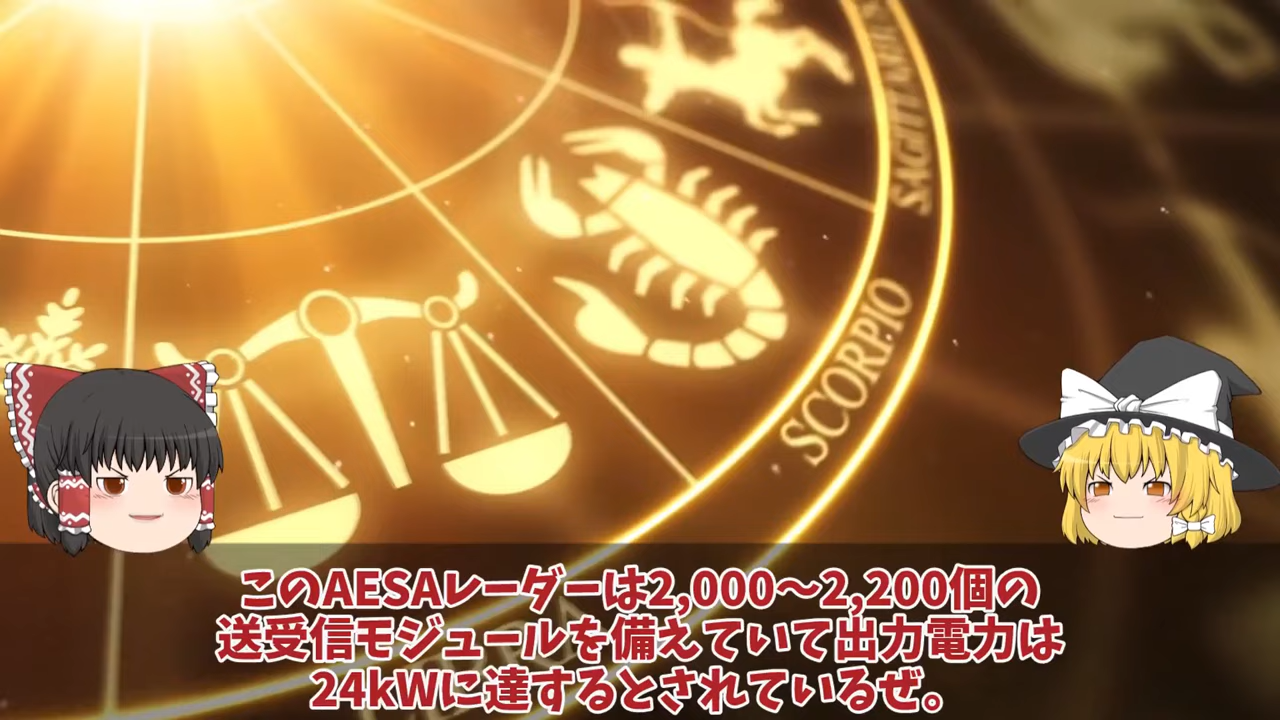 SAGITTARIUS
SCORPIO
LIBRA
このAESAレーダーは2,000～2,200個の
送受信モジュールを備えていて出力電力は
24kWに達するとされているぜ。